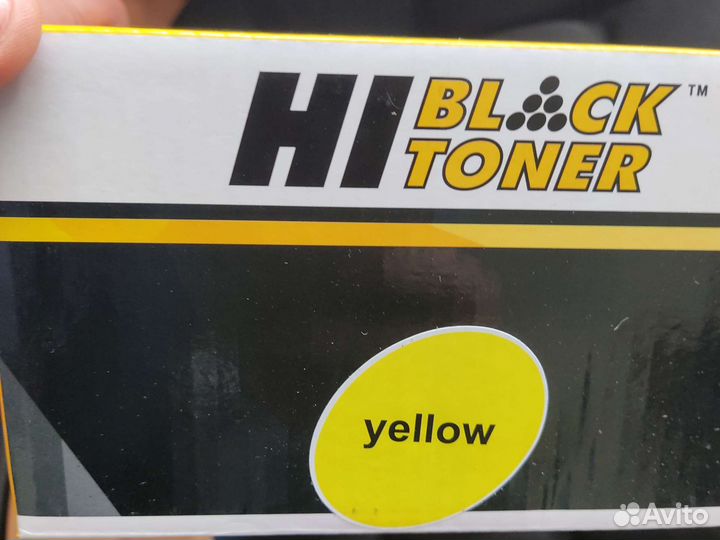 HI BLACK ™
TONER
yellow
Avito